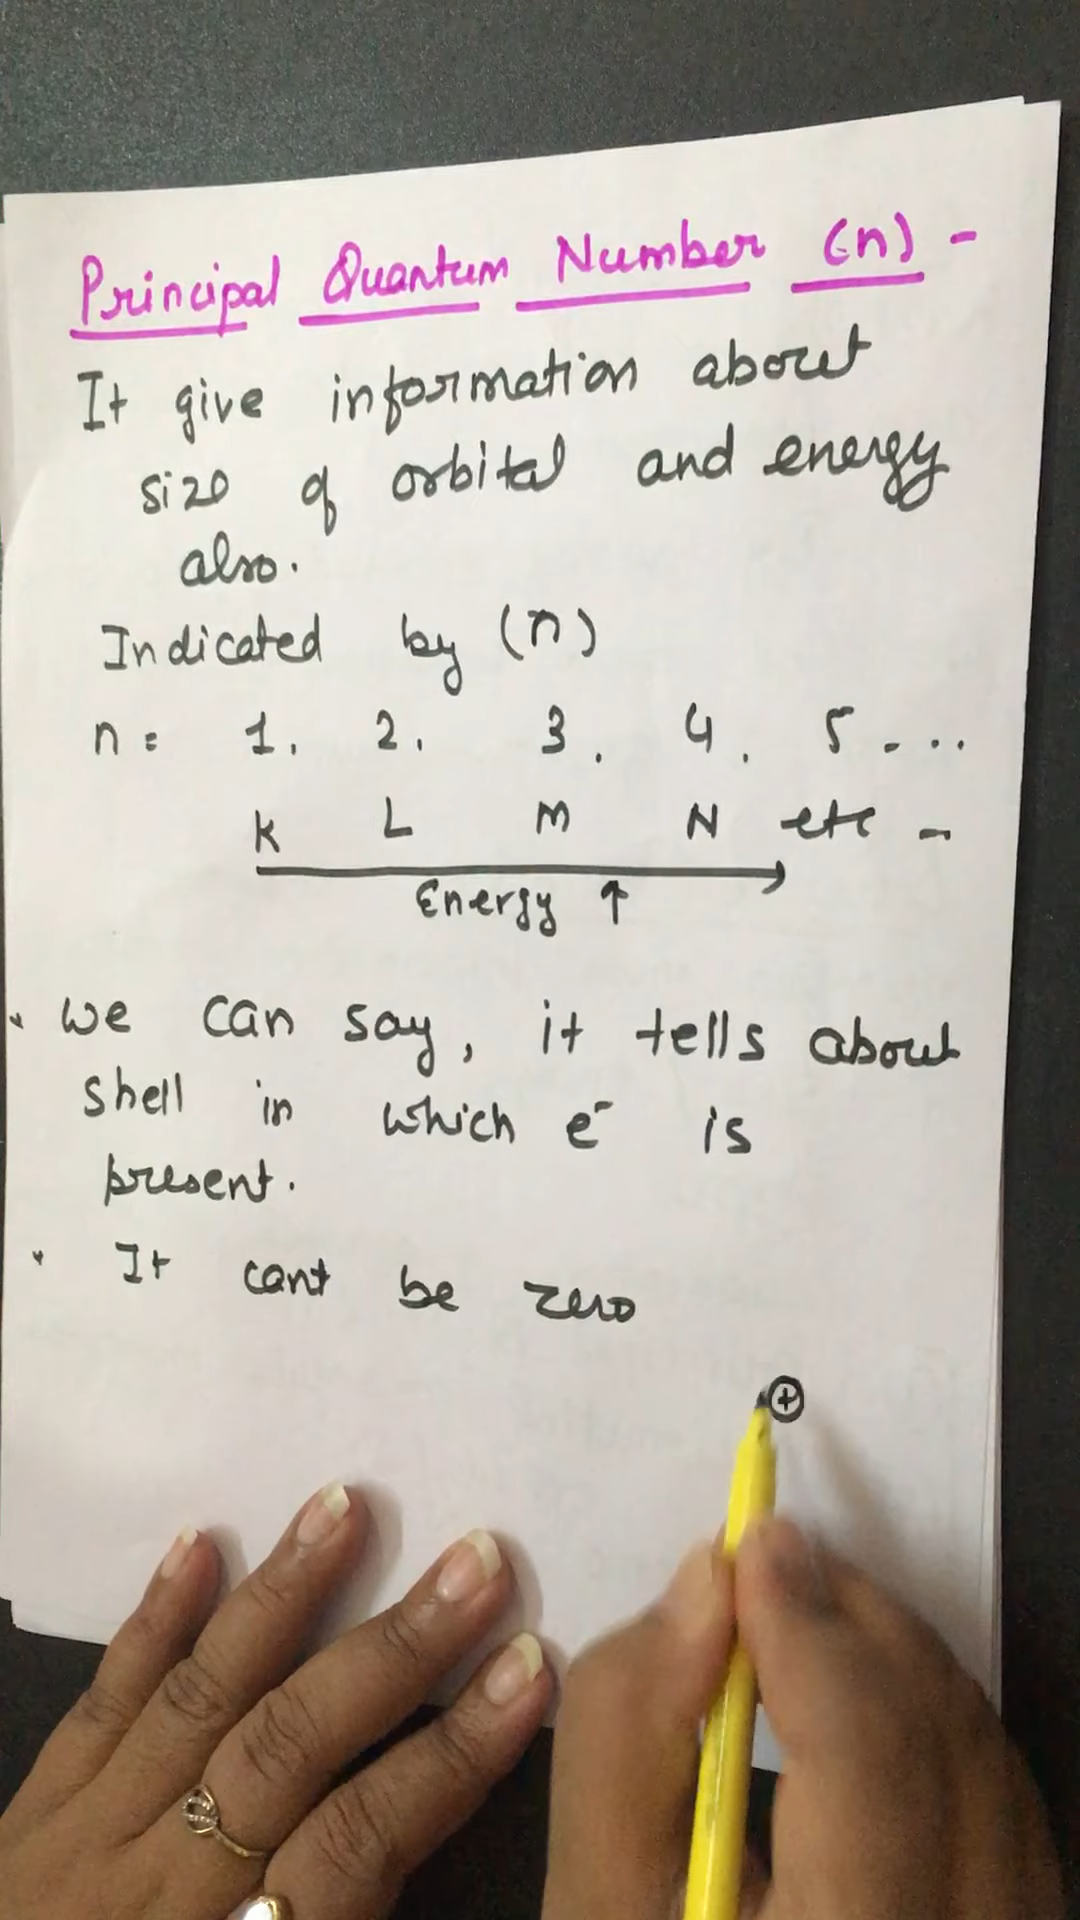 Principal Quantum Number (n) -
It give information about
size of orbital and energy
also.
Indicated by (n)
n = 1, 2, 3, 4, 5 - ...
K L M N etc -
Energy ↑
• we can say, it tells about
shell in which e⁻ is
present.
• It cant be zero
⊕